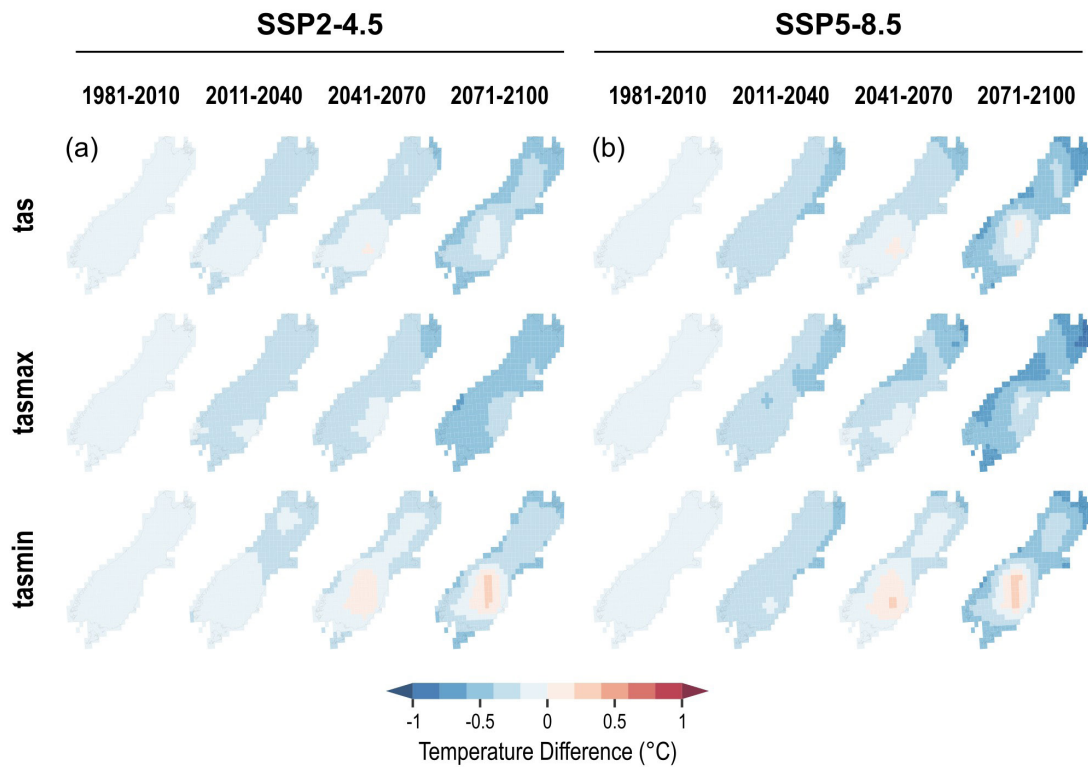 SSP2-4.5 SSP5-8.5
1981-2010 2011-2040 2041-2070 2071-2100 1981-2010 2011-2040 2041-2070 2071-2100
(a) (b)
tas
tasmax
tasmin
-1 -0.5 0 0.5 1
Temperature Difference (°C)